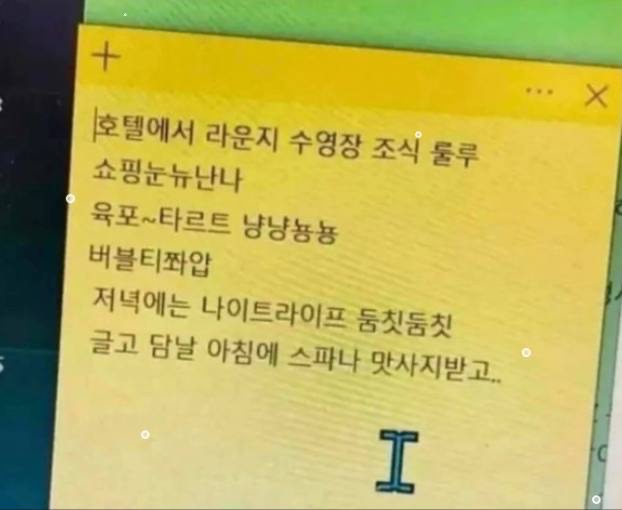 호텔에서 라운지 수영장 조식 룰루
쇼핑눈뉴난나
육포~타르트 냥냥뇽뇽
버블티쫘압
저녁에는 나이트라이프 둠칫둠칫
글고 담날 아침에 스파나 맛사지받고..